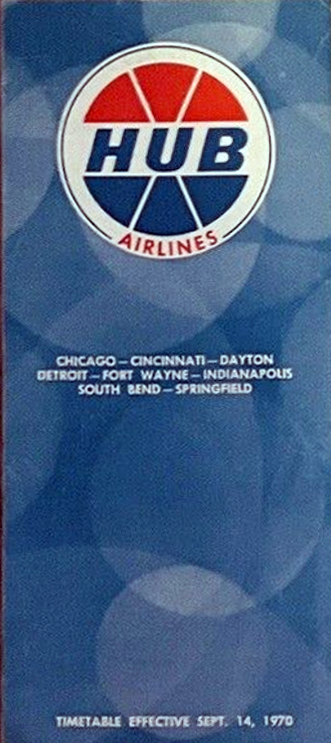 HUB
AIRLINES
CHICAGO — CINCINNATI — DAYTON
DETROIT — FORT WAYNE — INDIANAPOLIS
SOUTH BEND — SPRINGFIELD
TIMETABLE EFFECTIVE SEPT. 14, 1970